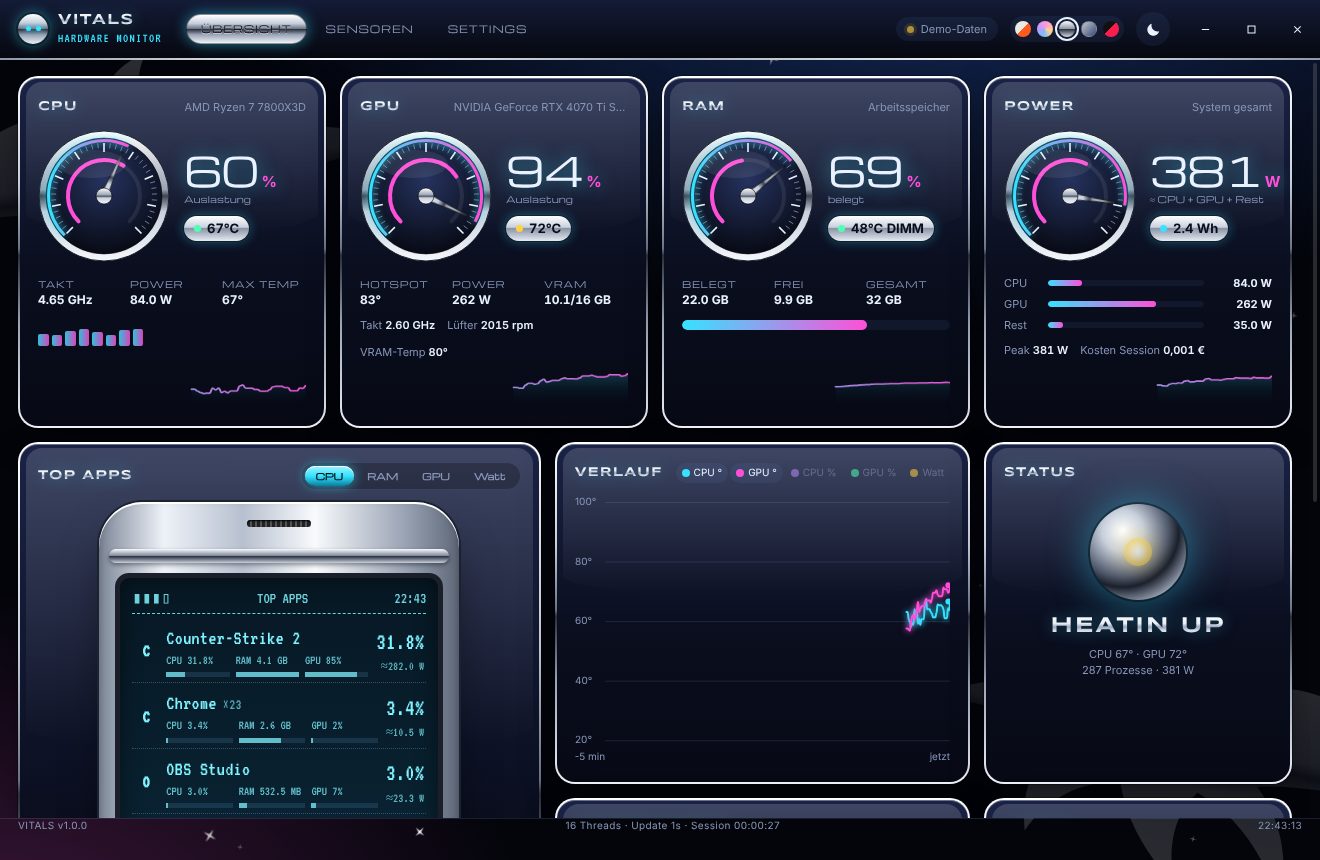 VITALS
HARDWARE MONITOR
ÜBERSICHT SENSOREN SETTINGS
Demo-Daten
CPU AMD Ryzen 7 7800X3D
60%
Auslastung
67°C
TAKT POWER MAX TEMP
4.65 GHz 84.0 W 67°
GPU NVIDIA GeForce RTX 4070 Ti S...
94%
Auslastung
72°C
HOTSPOT POWER VRAM
83° 262 W 10.1/16 GB
Takt 2.60 GHz Lüfter 2015 rpm
VRAM-Temp 80°
RAM Arbeitsspeicher
69%
belegt
48°C DIMM
BELEGT FREI GESAMT
22.0 GB 9.9 GB 32 GB
POWER System gesamt
381 W
≈ CPU + GPU + Rest
2.4 Wh
CPU 84.0 W
GPU 262 W
Rest 35.0 W
Peak 381 W Kosten Session 0,001 €
TOP APPS CPU RAM GPU Watt
TOP APPS 22:43
C Counter-Strike 2 31.8%
CPU 31.8% RAM 4.1 GB GPU 85% ≈282.0 W
C Chrome x23 3.4%
CPU 3.4% RAM 2.6 GB GPU 2% ≈10.5 W
O OBS Studio 3.0%
CPU 3.0% RAM 532.5 MB GPU 7% ≈23.3 W
VERLAUF CPU ° GPU ° CPU % GPU % Watt
100°
80°
60°
40°
20°
-5 min jetzt
STATUS
HEATIN UP
CPU 67° · GPU 72°
287 Prozesse · 381 W
VITALS v1.0.0 16 Threads · Update 1s · Session 00:00:27 22:43:13